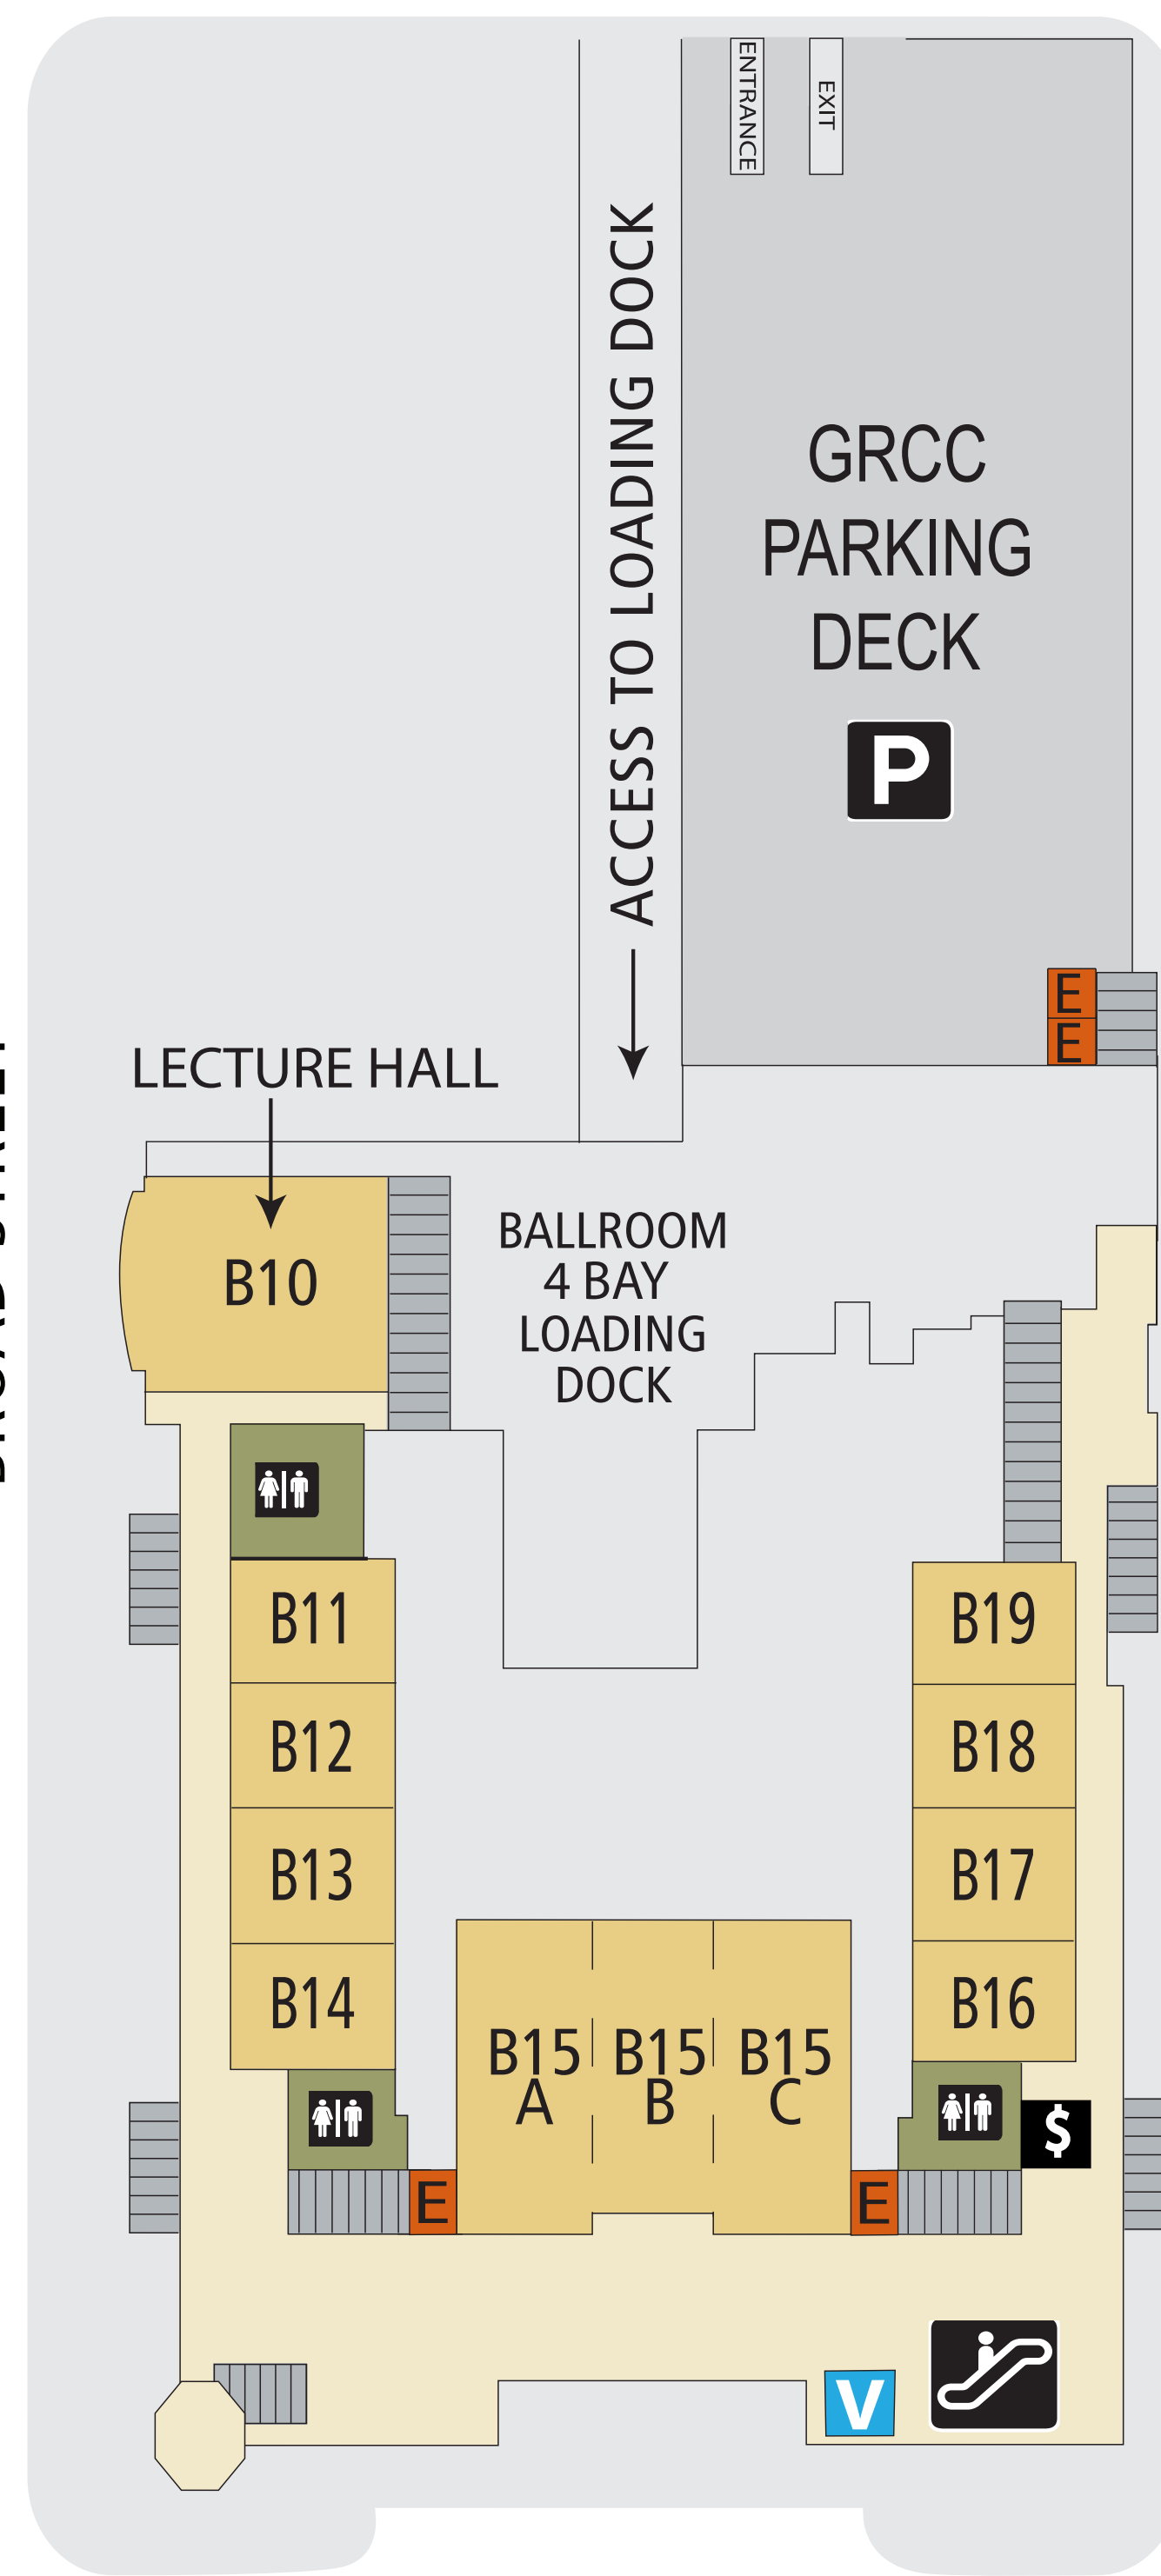 ENTRANCE
EXIT
ACCESS TO LOADING DOCK
GRCC
PARKING
DECK
P
E
E
LECTURE HALL
B10
BALLROOM
4 BAY
LOADING
DOCK
B11
B19
B12
B18
B13
B17
B14
B16
B15
A
B15
B
B15
C
$
E
E
V